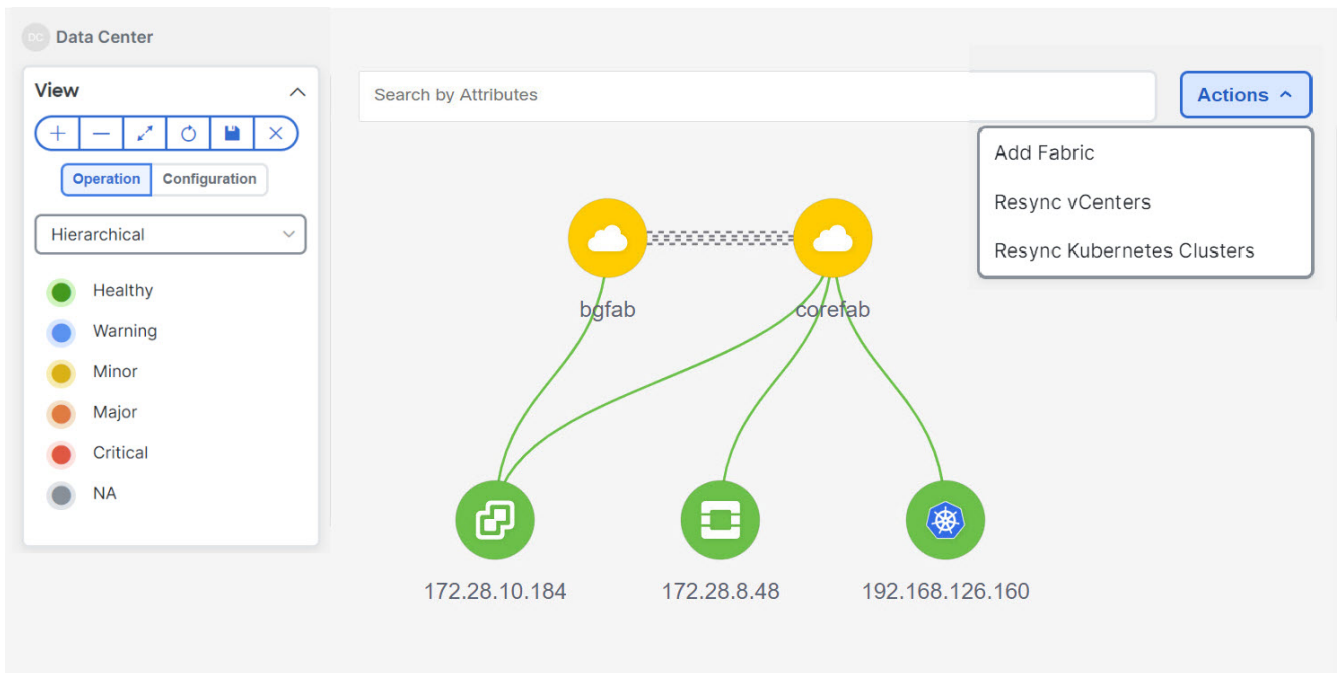 DC Data Center
View
Search by Attributes
Actions
Operation Configuration
Hierarchical
Healthy
Warning
Minor
Major
Critical
NA
Add Fabric
Resync vCenters
Resync Kubernetes Clusters
bgfab
corefab
172.28.10.184
172.28.8.48
192.168.126.160